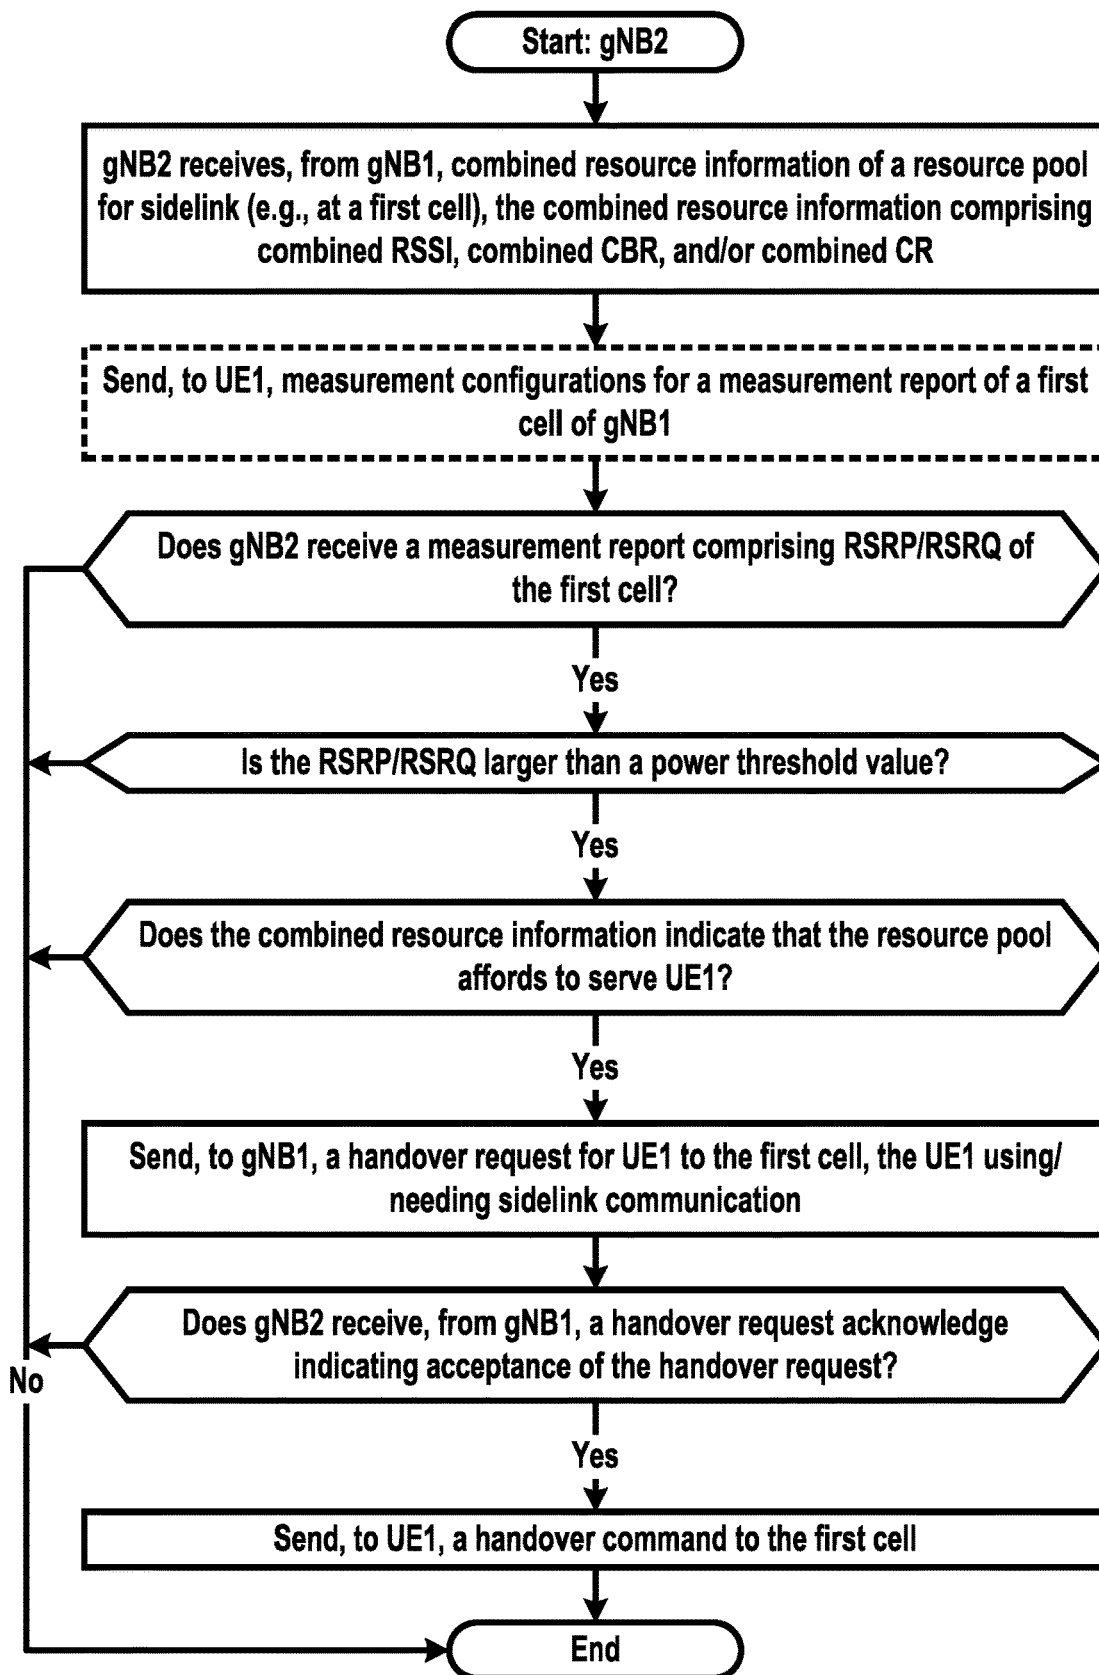 Start: gNB2
gNB2 receives, from gNB1, combined resource information of a resource pool
for sidelink (e.g., at a first cell), the combined resource information comprising
combined RSSI, combined CBR, and/or combined CR
Send, to UE1, measurement configurations for a measurement report of a first
cell of gNB1
Does gNB2 receive a measurement report comprising RSRP/RSRQ of
the first cell?
Yes
Is the RSRP/RSRQ larger than a power threshold value?
Yes
Does the combined resource information indicate that the resource pool
affords to serve UE1?
Yes
Send, to gNB1, a handover request for UE1 to the first cell, the UE1 using/
needing sidelink communication
Does gNB2 receive, from gNB1, a handover request acknowledge
indicating acceptance of the handover request?
No
Yes
Send, to UE1, a handover command to the first cell
End